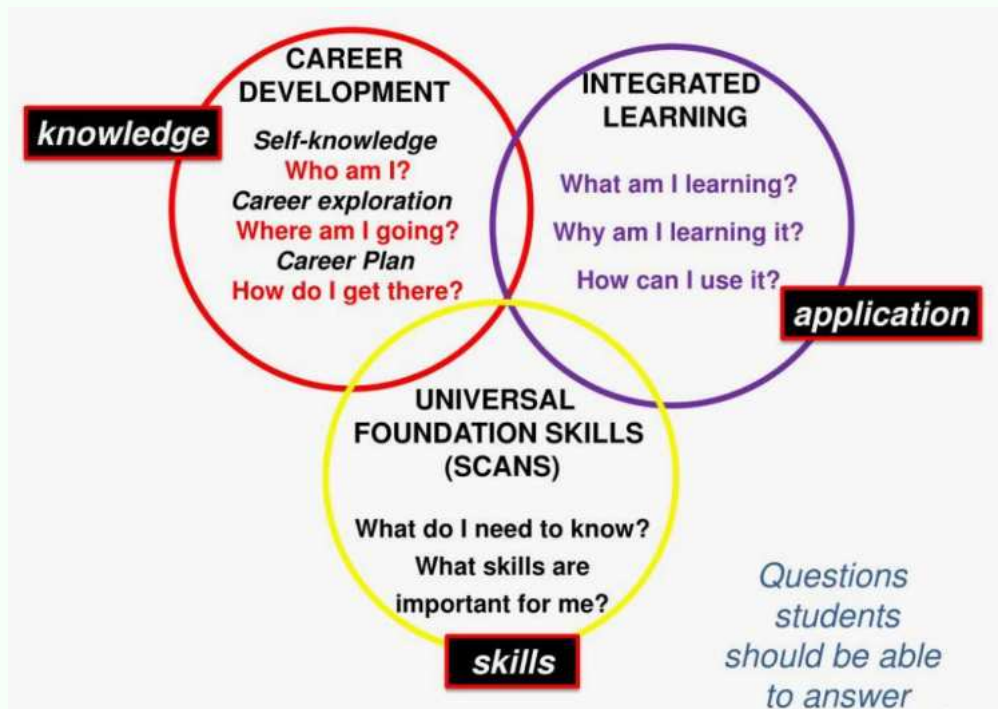 CAREER
DEVELOPMENT
knowledge
Self-knowledge
Who am I?
Career exploration
Where am I going?
Career Plan
How do I get there?
INTEGRATED
LEARNING
What am I learning?
Why am I learning it?
How can I use it?
application
UNIVERSAL
FOUNDATION SKILLS
(SCANS)
What do I need to know?
What skills are
important for me?
skills
Questions
students
should be able
to answer